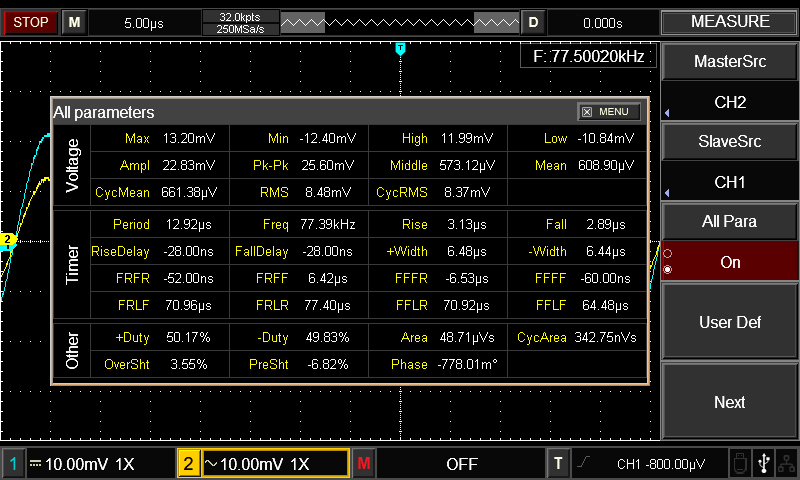 STOP M 5.00µs 32.0kpts D 0.000s MEASURE
250MSa/s
T
F: 77.50020kHz
MasterSrc
CH2
SlaveSrc
CH1
All Para
On
User Def
Next
All parameters MENU
Voltage
Max 13.20mV Min -12.40mV High 11.99mV Low -10.84mV
Ampl 22.83mV Pk-Pk 25.60mV Middle 573.12µV Mean 608.90µV
CycMean 661.38µV RMS 8.48mV CycRMS 8.37mV
Timer
Period 12.92µs Freq 77.39kHz Rise 3.13µs Fall 2.89µs
RiseDelay -28.00ns FallDelay -28.00ns +Width 6.48µs -Width 6.44µs
FRFR -52.00ns FRFF 6.42µs FFFR -6.53µs FFFF -60.00ns
FRLF 70.96µs FRLR 77.40µs FFLR 70.92µs FFLF 64.48µs
Other
+Duty 50.17% -Duty 49.83% Area 48.71µVs CycArea 342.75nVs
OverSht 3.55% PreSht -6.82% Phase -778.01m°
2
1 10.00mV 1X 2 10.00mV 1X M OFF T CH1 -800.00µV